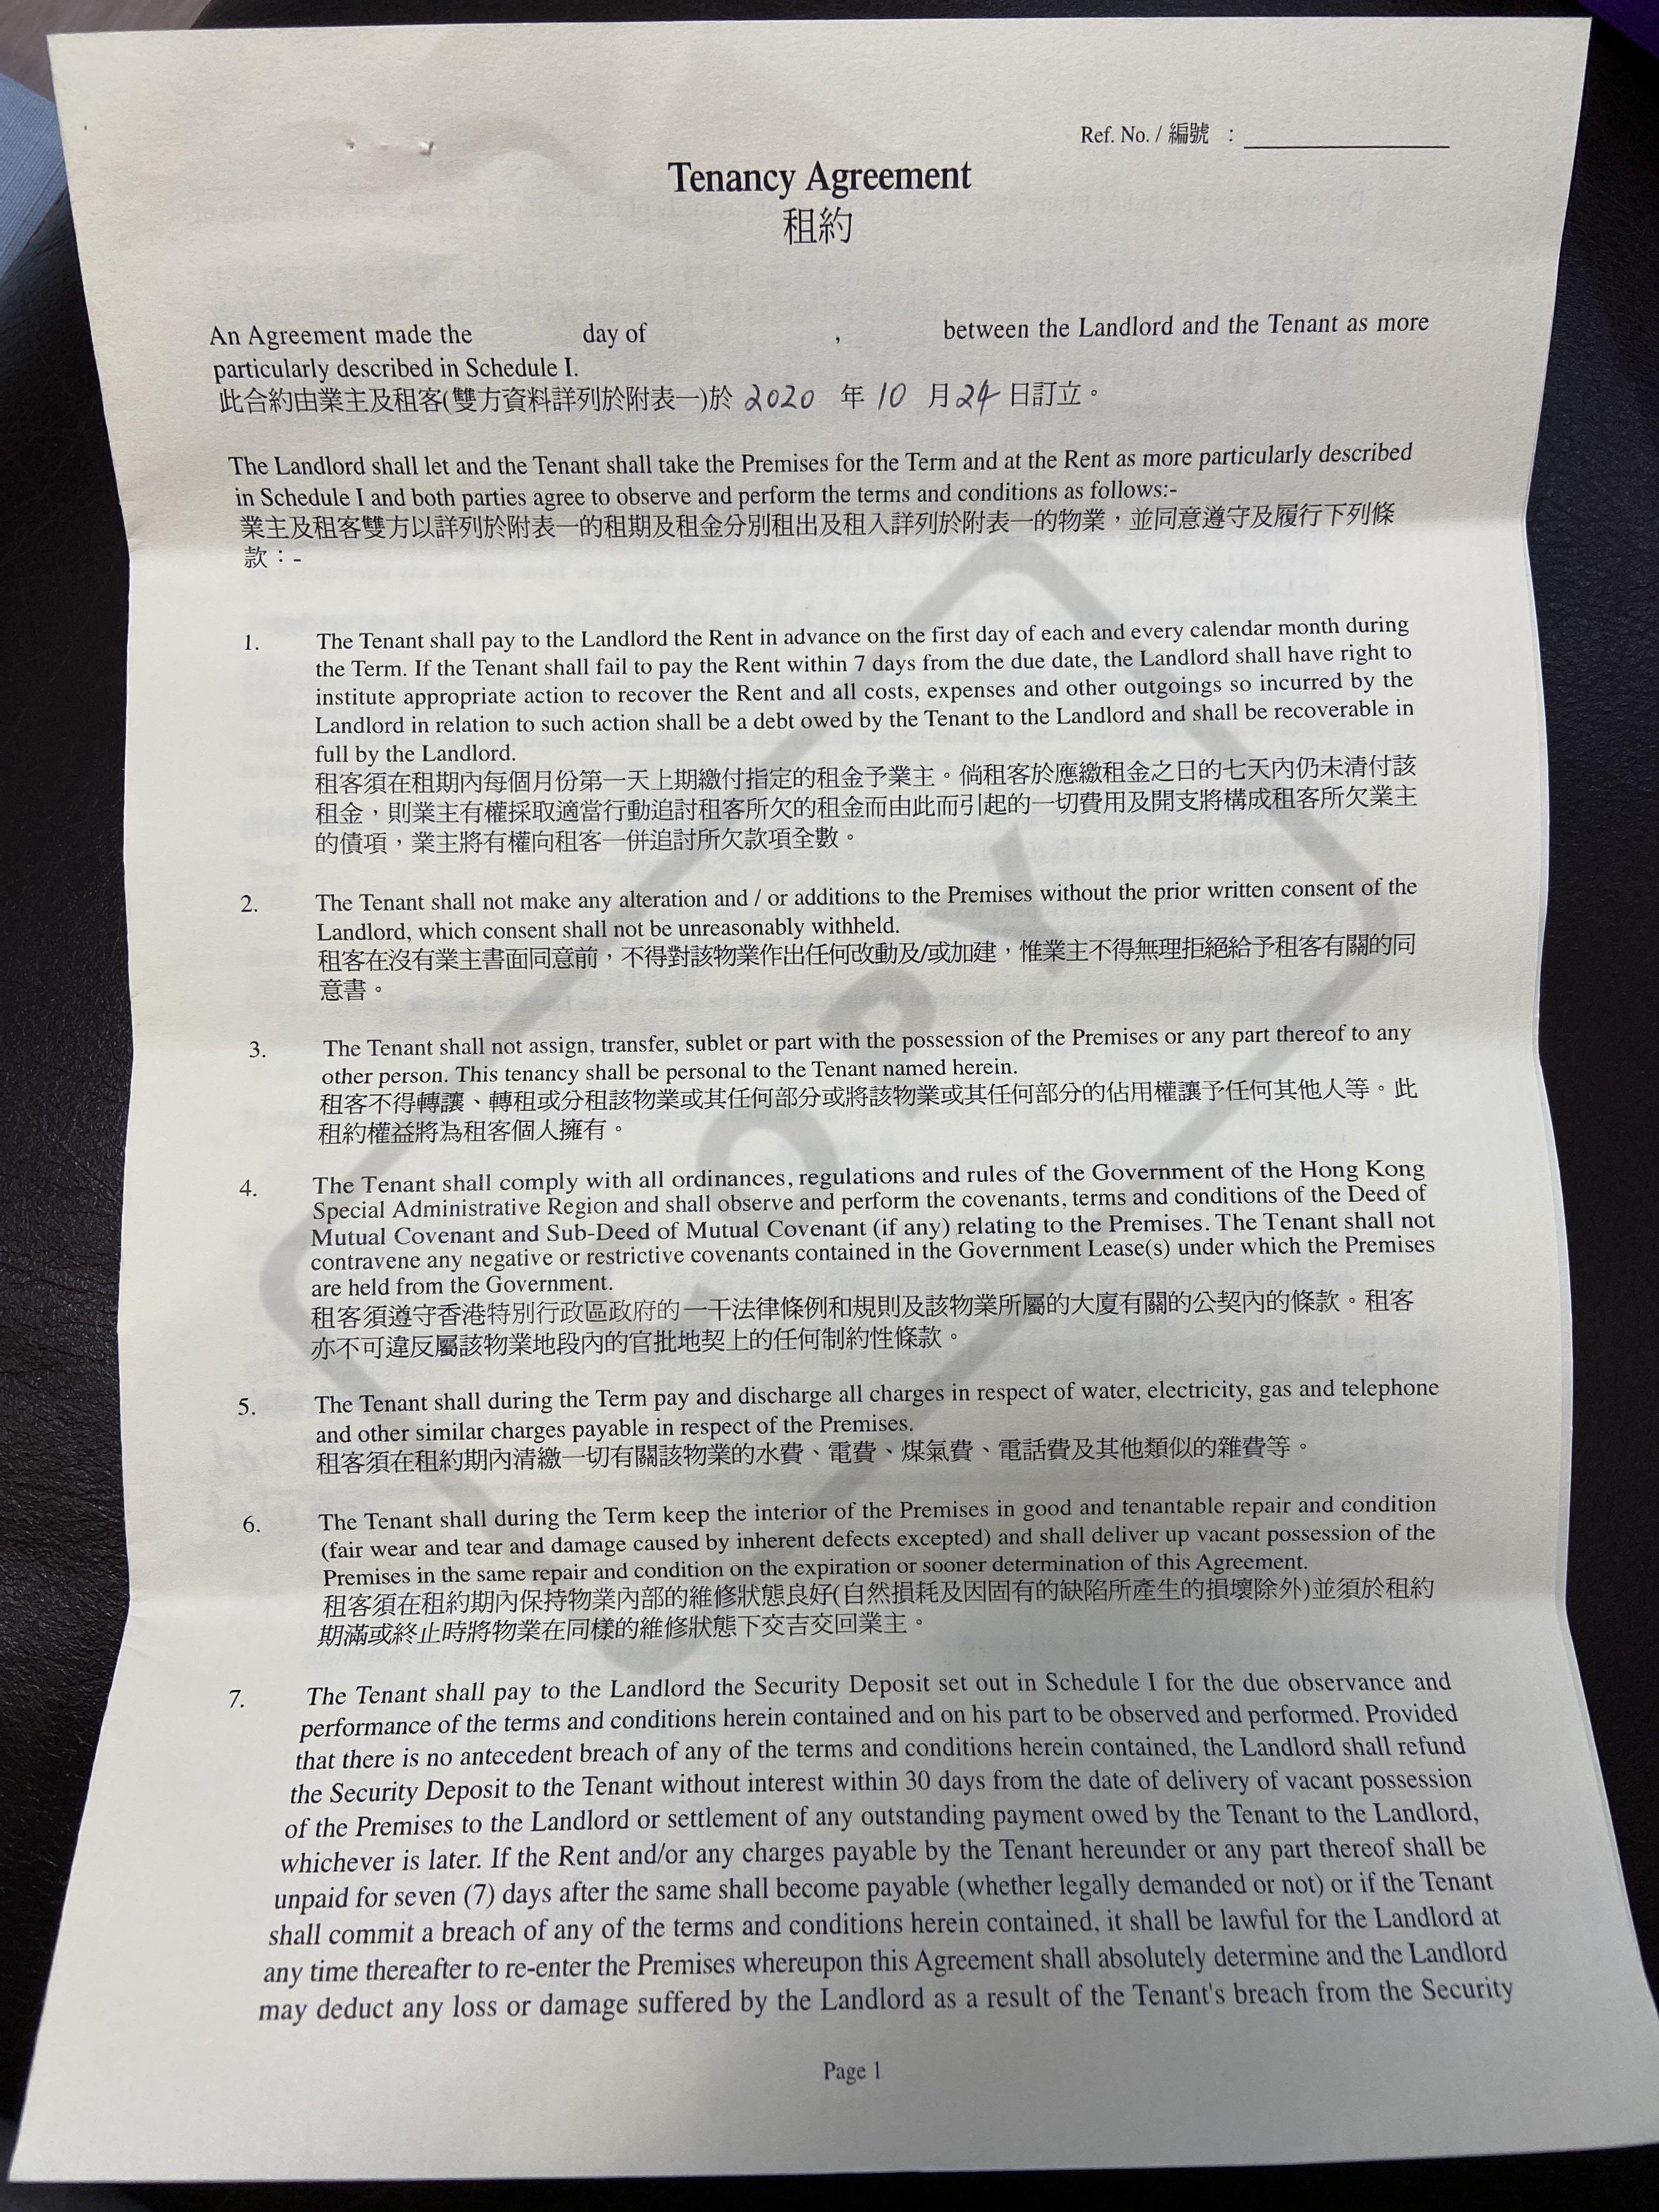 Ref. No. / 編號 :
Tenancy Agreement
租約
An Agreement made the day of , between the Landlord and the Tenant as more
particularly described in Schedule I.
此合約由業主及租客(雙方資料詳列於附表一)於 2020 年 10 月 24 日訂立。
The Landlord shall let and the Tenant shall take the Premises for the Term and at the Rent as more particularly described
in Schedule I and both parties agree to observe and perform the terms and conditions as follows:-
業主及租客雙方以詳列於附表一的租期及租金分別租出及租入詳列於附表一的物業，並同意遵守及履行下列條
款：-
1. The Tenant shall pay to the Landlord the Rent in advance on the first day of each and every calendar month during
the Term. If the Tenant shall fail to pay the Rent within 7 days from the due date, the Landlord shall have right to
institute appropriate action to recover the Rent and all costs, expenses and other outgoings so incurred by the
Landlord in relation to such action shall be a debt owed by the Tenant to the Landlord and shall be recoverable in
full by the Landlord.
租客須在租期內每個月份第一天上期繳付指定的租金予業主。倘租客於應繳租金之日的七天內仍未清付該
租金，則業主有權採取適當行動追討租客所欠的租金而由此而引起的一切費用及開支將構成租客所欠業主
的債項，業主將有權向租客一併追討所欠款項全數。
2. The Tenant shall not make any alteration and / or additions to the Premises without the prior written consent of the
Landlord, which consent shall not be unreasonably withheld.
租客在沒有業主書面同意前，不得對該物業作出任何改動及/或加建，惟業主不得無理拒絕給予租客有關的同
意書。
3. The Tenant shall not assign, transfer, sublet or part with the possession of the Premises or any part thereof to any
other person. This tenancy shall be personal to the Tenant named herein.
租客不得轉讓、轉租或分租該物業或其任何部分或將該物業或其任何部分的佔用權讓予任何其他人等。此
租約權益將為租客個人擁有。
4. The Tenant shall comply with all ordinances, regulations and rules of the Government of the Hong Kong
Special Administrative Region and shall observe and perform the covenants, terms and conditions of the Deed of
Mutual Covenant and Sub-Deed of Mutual Covenant (if any) relating to the Premises. The Tenant shall not
contravene any negative or restrictive covenants contained in the Government Lease(s) under which the Premises
are held from the Government.
租客須遵守香港特別行政區政府的一干法律條例和規則及該物業所屬的大廈有關的公契內的條款。租客
亦不可違反屬該物業地段內的官批地契上的任何制約性條款。
5. The Tenant shall during the Term pay and discharge all charges in respect of water, electricity, gas and telephone
and other similar charges payable in respect of the Premises.
租客須在租約期內清繳一切有關該物業的水費、電費、煤氣費、電話費及其他類似的雜費等。
6. The Tenant shall during the Term keep the interior of the Premises in good and tenantable repair and condition
(fair wear and tear and damage caused by inherent defects excepted) and shall deliver up vacant possession of the
Premises in the same repair and condition on the expiration or sooner determination of this Agreement.
租客須在租約期內保持物業內部的維修狀態良好(自然損耗及因固有的缺陷所產生的損壞除外)並須於租約
期滿或終止時將物業在同樣的維修狀態下交吉交回業主。
7. The Tenant shall pay to the Landlord the Security Deposit set out in Schedule I for the due observance and
performance of the terms and conditions herein contained and on his part to be observed and performed. Provided
that there is no antecedent breach of any of the terms and conditions herein contained, the Landlord shall refund
the Security Deposit to the Tenant without interest within 30 days from the date of delivery of vacant possession
of the Premises to the Landlord or settlement of any outstanding payment owed by the Tenant to the Landlord,
whichever is later. If the Rent and/or any charges payable by the Tenant hereunder or any part thereof shall be
unpaid for seven (7) days after the same shall become payable (whether legally demanded or not) or if the Tenant
shall commit a breach of any of the terms and conditions herein contained, it shall be lawful for the Landlord at
any time thereafter to re-enter the Premises whereupon this Agreement shall absolutely determine and the Landlord
may deduct any loss or damage suffered by the Landlord as a result of the Tenant's breach from the Security
Page 1
COPY